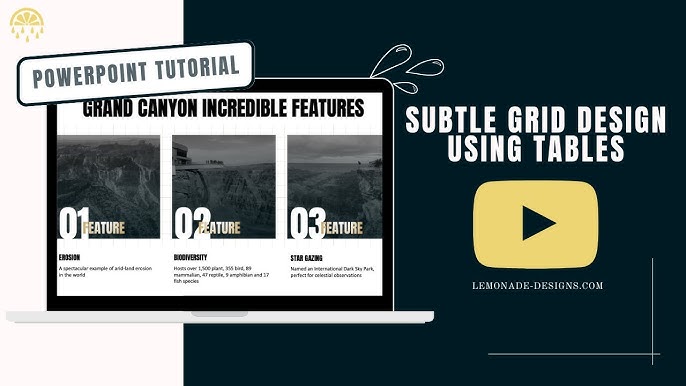 POWERPOINT TUTORIAL
GRAND CANYON INCREDIBLE FEATURES
01 FEATURE
02 FEATURE
03 FEATURE
EROSION
A spectacular example of arid-land erosion
in the world
BIODIVERSITY
Hosts over 1,500 plant, 355 bird, 89
mammalian, 47 reptile, 9 amphibian and 17
fish species
STAR GAZING
Named an International Dark Sky Park,
perfect for celestial observations
SUBTLE GRID DESIGN
USING TABLES
LEMONADE-DESIGNS.COM